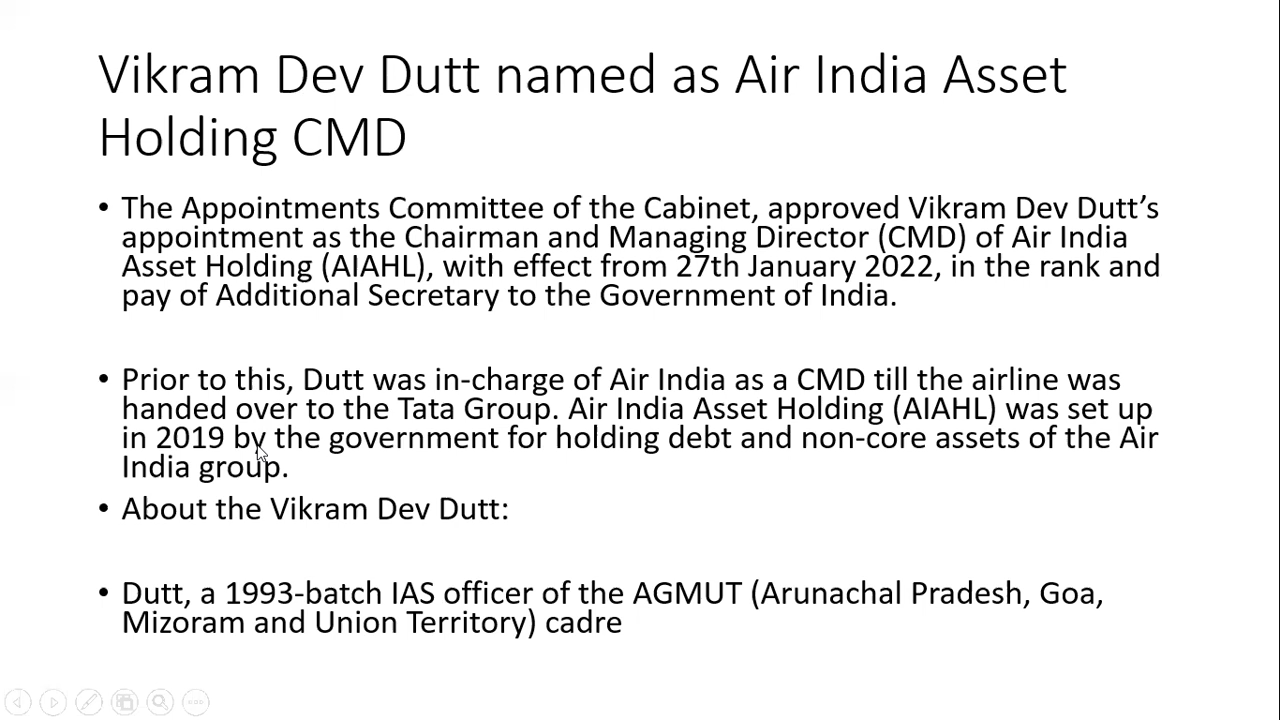 Vikram Dev Dutt named as Air India Asset
Holding CMD
• The Appointments Committee of the Cabinet, approved Vikram Dev Dutt’s
appointment as the Chairman and Managing Director (CMD) of Air India
Asset Holding (AIAHL), with effect from 27th January 2022, in the rank and
pay of Additional Secretary to the Government of India.
• Prior to this, Dutt was in-charge of Air India as a CMD till the airline was
handed over to the Tata Group. Air India Asset Holding (AIAHL) was set up
in 2019 by the government for holding debt and non-core assets of the Air
India group.
• About the Vikram Dev Dutt:
• Dutt, a 1993-batch IAS officer of the AGMUT (Arunachal Pradesh, Goa,
Mizoram and Union Territory) cadre